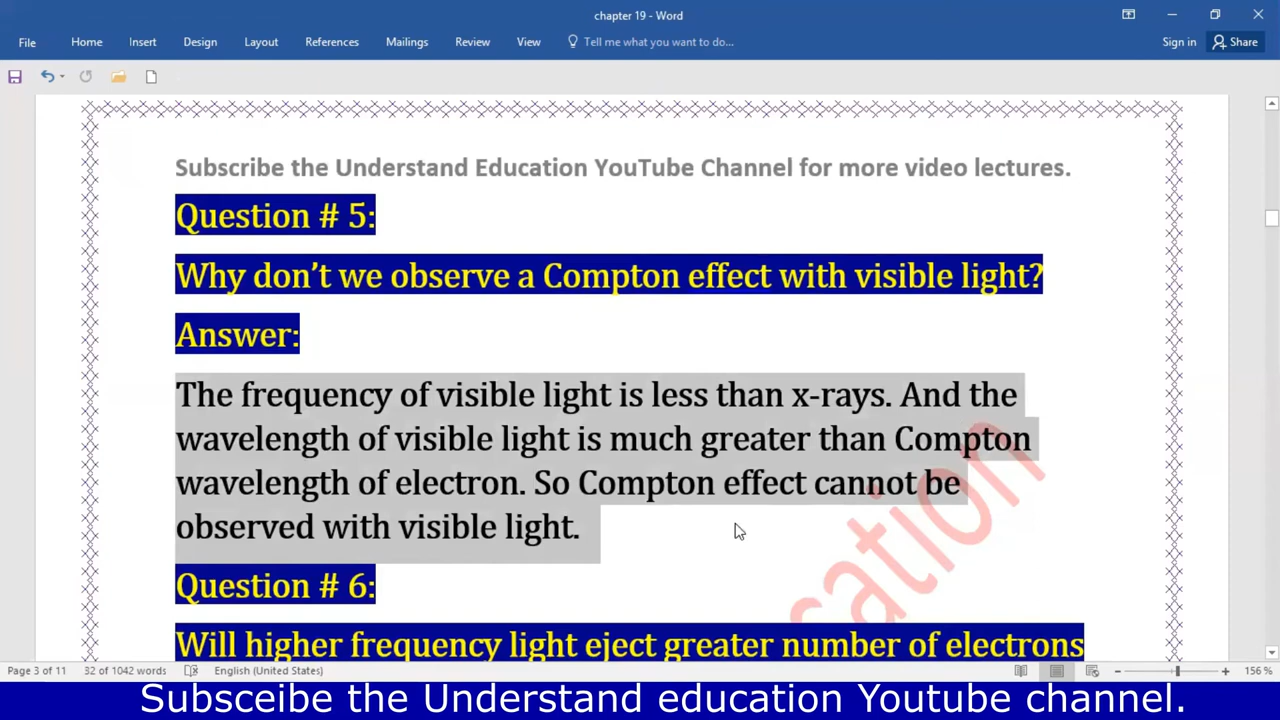 chapter 19 - Word
File Home Insert Design Layout References Mailings Review View Tell me what you want to do... Sign in Share
Subscribe the Understand Education YouTube Channel for more video lectures.
Question # 5:
Why don’t we observe a Compton effect with visible light?
Answer:
The frequency of visible light is less than x-rays. And the
wavelength of visible light is much greater than Compton
wavelength of electron. So Compton effect cannot be
observed with visible light.
Question # 6:
Will higher frequency light eject greater number of electrons
Page 3 of 11 32 of 1042 words English (United States) 156 %
Subsceibe the Understand education Youtube channel.